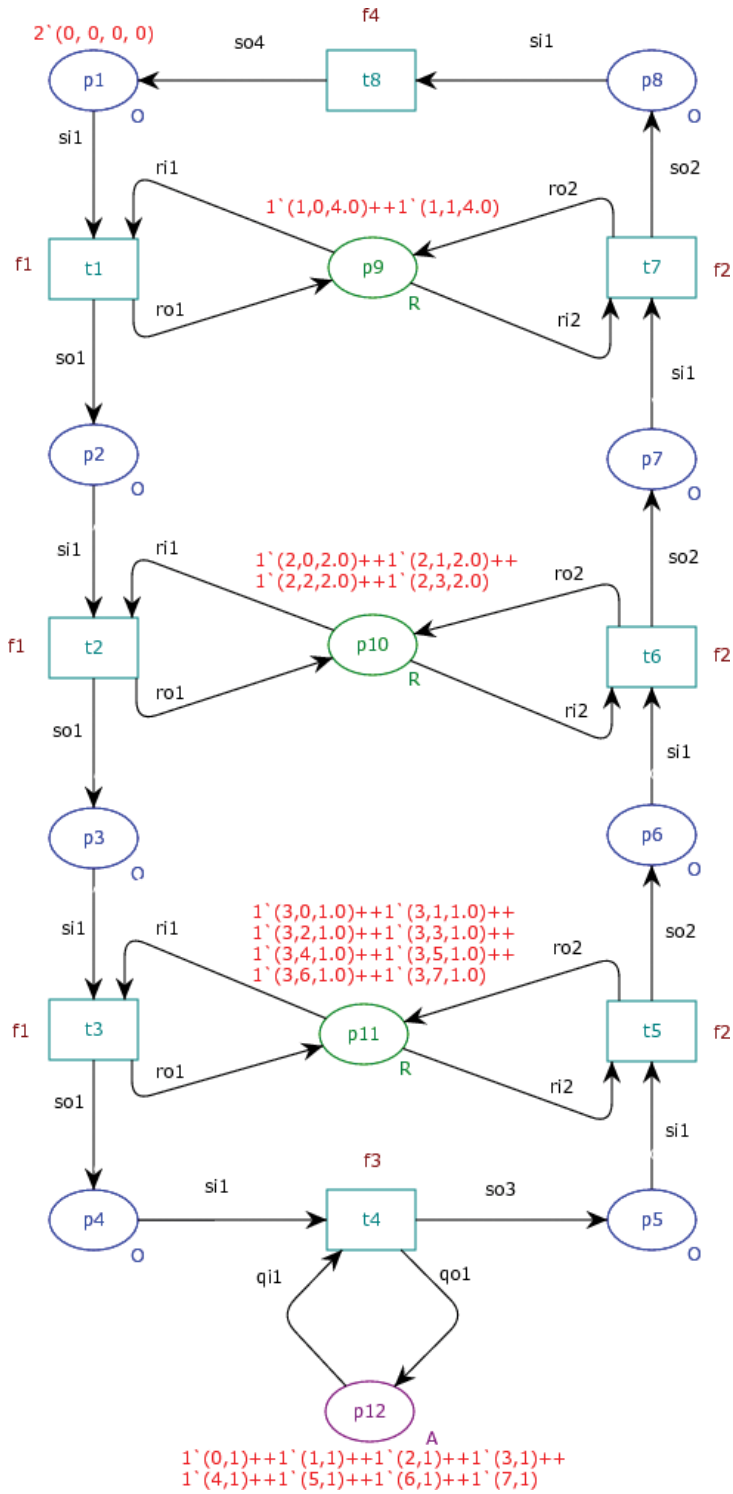 f4
2`(0, 0, 0, 0)
so4
si1
p1
t8
p8
O
O
si1
so2
ri1
ro2
1`(1,0,4.0)++1`(1,1,4.0)
f1
t1
p9
t7
f2
R
ro1
ri2
so1
si1
p2
p7
O
O
si1
ri1
so2
1`(2,0,2.0)++1`(2,1,2.0)++
1`(2,2,2.0)++1`(2,3,2.0)
ro2
f1
t2
p10
t6
f2
R
ro1
ri2
so1
si1
p3
p6
O
O
si1
ri1
so2
1`(3,0,1.0)++1`(3,1,1.0)++
1`(3,2,1.0)++1`(3,3,1.0)++
1`(3,4,1.0)++1`(3,5,1.0)++
1`(3,6,1.0)++1`(3,7,1.0)
ro2
f1
t3
p11
t5
f2
R
ro1
ri2
so1
si1
f3
si1
so3
p4
t4
p5
O
O
qi1
qo1
p12
A
1`(0,1)++1`(1,1)++1`(2,1)++1`(3,1)++
1`(4,1)++1`(5,1)++1`(6,1)++1`(7,1)